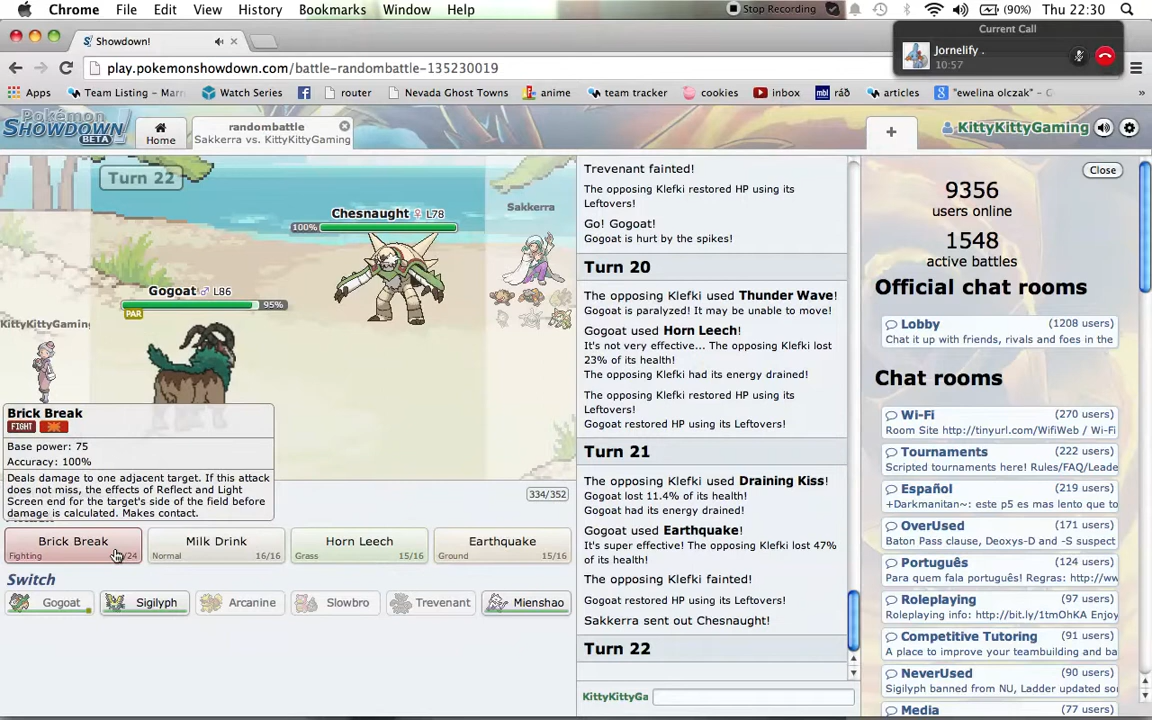 Chrome File Edit View History Bookmarks Window Help Stop Recording (90%) Thu 22:30
Current Call
Jornelify .
10:57
Showdown!
play.pokemonshowdown.com/battle-randombattle-135230019
Apps Team Listing – Marr Watch Series router Nevada Ghost Towns anime team tracker cookies inbox mbl ráð articles "ewelina olczak" - G »
Pokémon SHOWDOWN BETA
Home
randombattle
Sakkerra vs. KittyKittyGaming
+
KittyKittyGaming
Turn 22
Sakkerra
Chesnaught ♀ L78
100%
Gogoat ♂ L86
95%
PAR
KittyKittyGaming
Brick Break
FIGHT
Base power: 75
Accuracy: 100%
Deals damage to one adjacent target. If this attack
does not miss, the effects of Reflect and Light
Screen end for the target's side of the field before
damage is calculated. Makes contact.
334/352
Brick Break
Fighting /24
Milk Drink
Normal 16/16
Horn Leech
Grass 15/16
Earthquake
Ground 15/16
Switch
Gogoat Sigilyph Arcanine Slowbro Trevenant Mienshao
Trevenant fainted!
The opposing Klefki restored HP using its
Leftovers!
Go! Gogoat!
Gogoat is hurt by the spikes!
Turn 20
The opposing Klefki used Thunder Wave!
Gogoat is paralyzed! It may be unable to move!
Gogoat used Horn Leech!
It's not very effective... The opposing Klefki lost
23% of its health!
The opposing Klefki had its energy drained!
The opposing Klefki restored HP using its
Leftovers!
Gogoat restored HP using its Leftovers!
Turn 21
The opposing Klefki used Draining Kiss!
Gogoat lost 11.4% of its health!
Gogoat had its energy drained!
Gogoat used Earthquake!
It's super effective! The opposing Klefki lost 47%
of its health!
The opposing Klefki fainted!
Gogoat restored HP using its Leftovers!
Sakkerra sent out Chesnaught!
Turn 22
KittyKittyGa
Close
9356
users online
1548
active battles
Official chat rooms
Lobby (1208 users)
Chat it up with friends, rivals and foes in the
Chat rooms
Wi-Fi (270 users)
Room Site http://tinyurl.com/WifiWeb / Wi-Fi
Tournaments (222 users)
Scripted tournaments here! Rules/FAQ/Leade
Español (219 users)
+Darkmanitan~: este p5 es mas lento que to
OverUsed (171 users)
Baton Pass clause, Deoxys-D and -S suspect
Português (124 users)
Para quem fala português! Regras: http://ww
Roleplaying (97 users)
Roleplaying info: http://bit.ly/1tmOhKA Enjoy
Competitive Tutoring (91 users)
A place to improve your teambuilding and ba
NeverUsed (90 users)
Sigilyph banned from NU, Ladder updated so
Media (77 users)